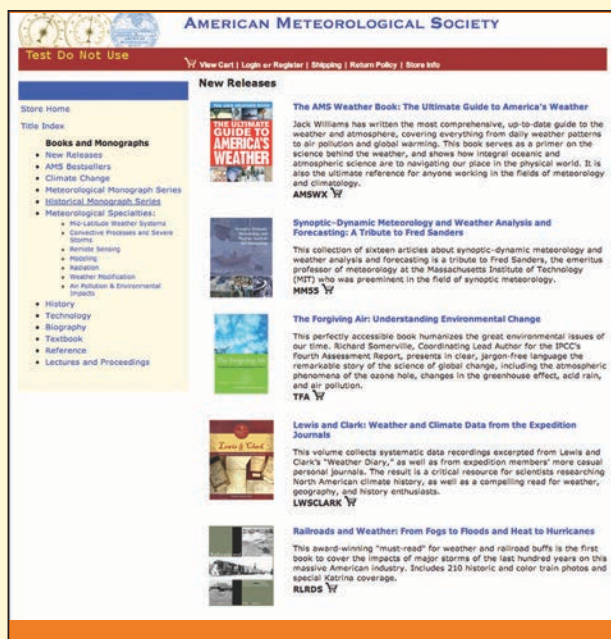 AMERICAN METEOROLOGICAL SOCIETY
Test Do Not Use
View Cart | Login or Register | Shipping | Return Policy | Store Info
Store Home
Title Index
Books and Monographs
• New Releases
• AMS Bestsellers
• Climate Change
• Meteorological Monograph Series
• Historical Monograph Series
• Meteorological Specialties:
• Mid-Latitude Weather Systems
• Convective Processes and Severe
Storms
• Remote Sensing
• Modeling
• Radiation
• Weather Modification
• Air Pollution & Environmental
Impacts
• History
• Technology
• Biography
• Textbook
• Reference
• Lectures and Proceedings
New Releases
THE AMS WEATHER BOOK
THE ULTIMATE
GUIDE TO
AMERICA'S
WEATHER
The AMS Weather Book: The Ultimate Guide to America's Weather
Jack Williams has written the most comprehensive, up-to-date guide to the
weather and atmosphere, covering everything from daily weather patterns
to air pollution and global warming. This book serves as a primer on the
science behind the weather, and shows how integral oceanic and
atmospheric science are to navigating our place in the physical world. It is
also the ultimate reference for anyone working in the fields of meteorology
and climatology.
AMSWX
Synoptic–Dynamic Meteorology and Weather Analysis and
Forecasting: A Tribute to Fred Sanders
This collection of sixteen articles about synoptic-dynamic meteorology and
weather analysis and forecasting is a tribute to Fred Sanders, the emeritus
professor of meteorology at the Massachusetts Institute of Technology
(MIT) who was preeminent in the field of synoptic meteorology.
MM55
The Forgiving Air
The Forgiving Air: Understanding Environmental Change
This perfectly accessible book humanizes the great environmental issues of
our time. Richard Somerville, Coordinating Lead Author for the IPCC's
Fourth Assessment Report, presents in clear, jargon-free language the
remarkable story of the science of global change, including the atmospheric
phenomena of the ozone hole, changes in the greenhouse effect, acid rain,
and air pollution.
TFA
Lewis & Clark
Lewis and Clark: Weather and Climate Data from the Expedition
Journals
This volume collects systematic data recordings excerpted from Lewis and
Clark's "Weather Diary," as well as from expedition members' more casual
personal journals. The result is a critical resource for scientists researching
North American climate history, as well as a compelling read for weather,
geography, and history enthusiasts.
LWSCLARK
Railroads and Weather: From Fogs to Floods and Heat to Hurricanes
This award-winning "must-read" for weather and railroad buffs is the first
book to cover the impacts of major storms of the last hundred years on this
massive American industry. Includes 210 historic and color train photos and
special Katrina coverage.
RLRDS